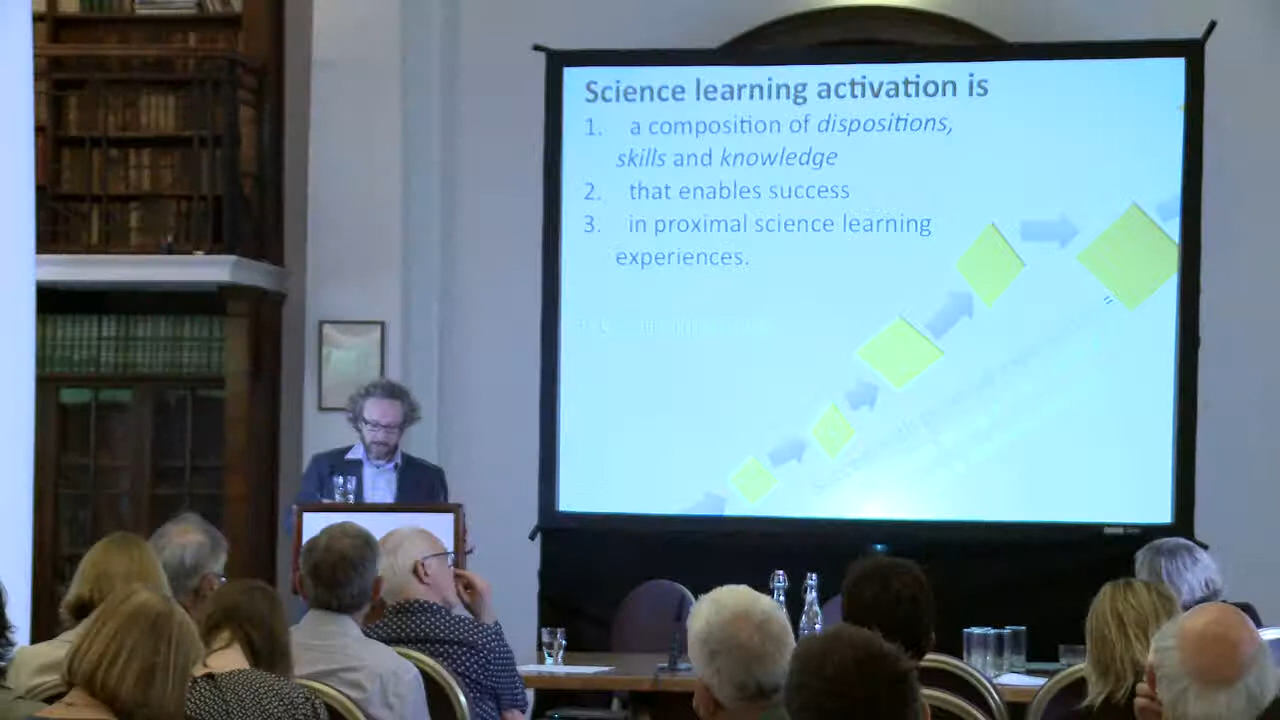 Science learning activation is
1. a composition of dispositions,
skills and knowledge
2. that enables success
3. in proximal science learning
experiences.